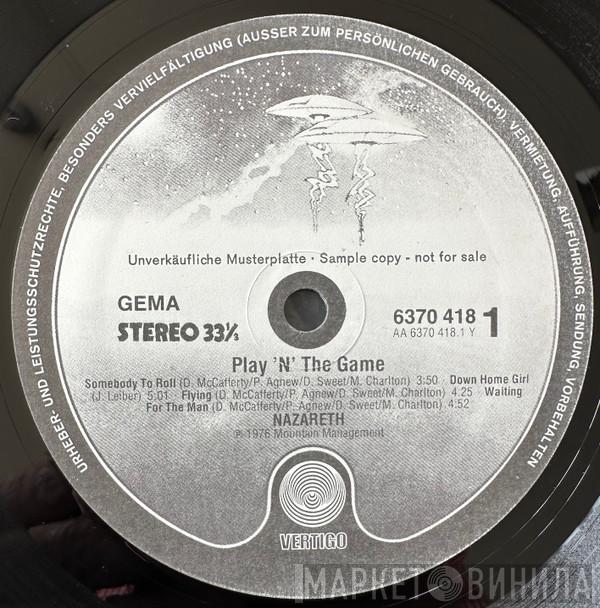 URHEBER- UND LEISTUNGSSCHUTZRECHTE, BESONDERS VERVIELFÄLTIGUNG (AUSSER ZUM PERSÖNLICHEN GEBRAUCH), VERMIETUNG, AUFFÜHRUNG, SENDUNG, VORBEHALTEN
Unverkäufliche Musterplatte · Sample copy - not for sale
GEMA
STEREO 33⅓
6370 418 1
AA 6370 418.1 Y
Play 'N' The Game
Somebody To Roll (D. McCafferty/P. Agnew/D. Sweet/M. Charlton) 3:50 · Down Home Girl
(J. Leiber) 5:01 · Flying (D. McCafferty/P. Agnew/D. Sweet/M. Charlton) 4:25 · Waiting
For The Man (D. McCafferty/P. Agnew/D. Sweet/M. Charlton) 4:52
NAZARETH
℗ 1976 Mountain Management
VERTIGO
МАРКЕТ ВИНИЛА